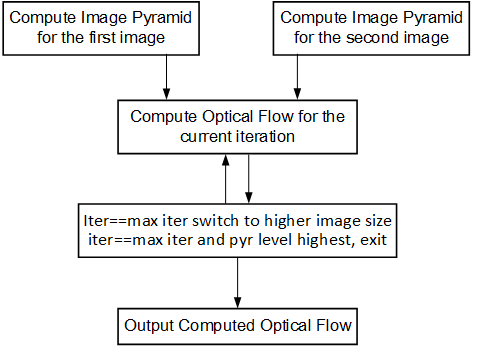 Compute Image Pyramid
for the first image
Compute Image Pyramid
for the second image
Compute Optical Flow for the
current iteration
Iter==max iter switch to higher image size
iter==max iter and pyr level highest, exit
Output Computed Optical Flow